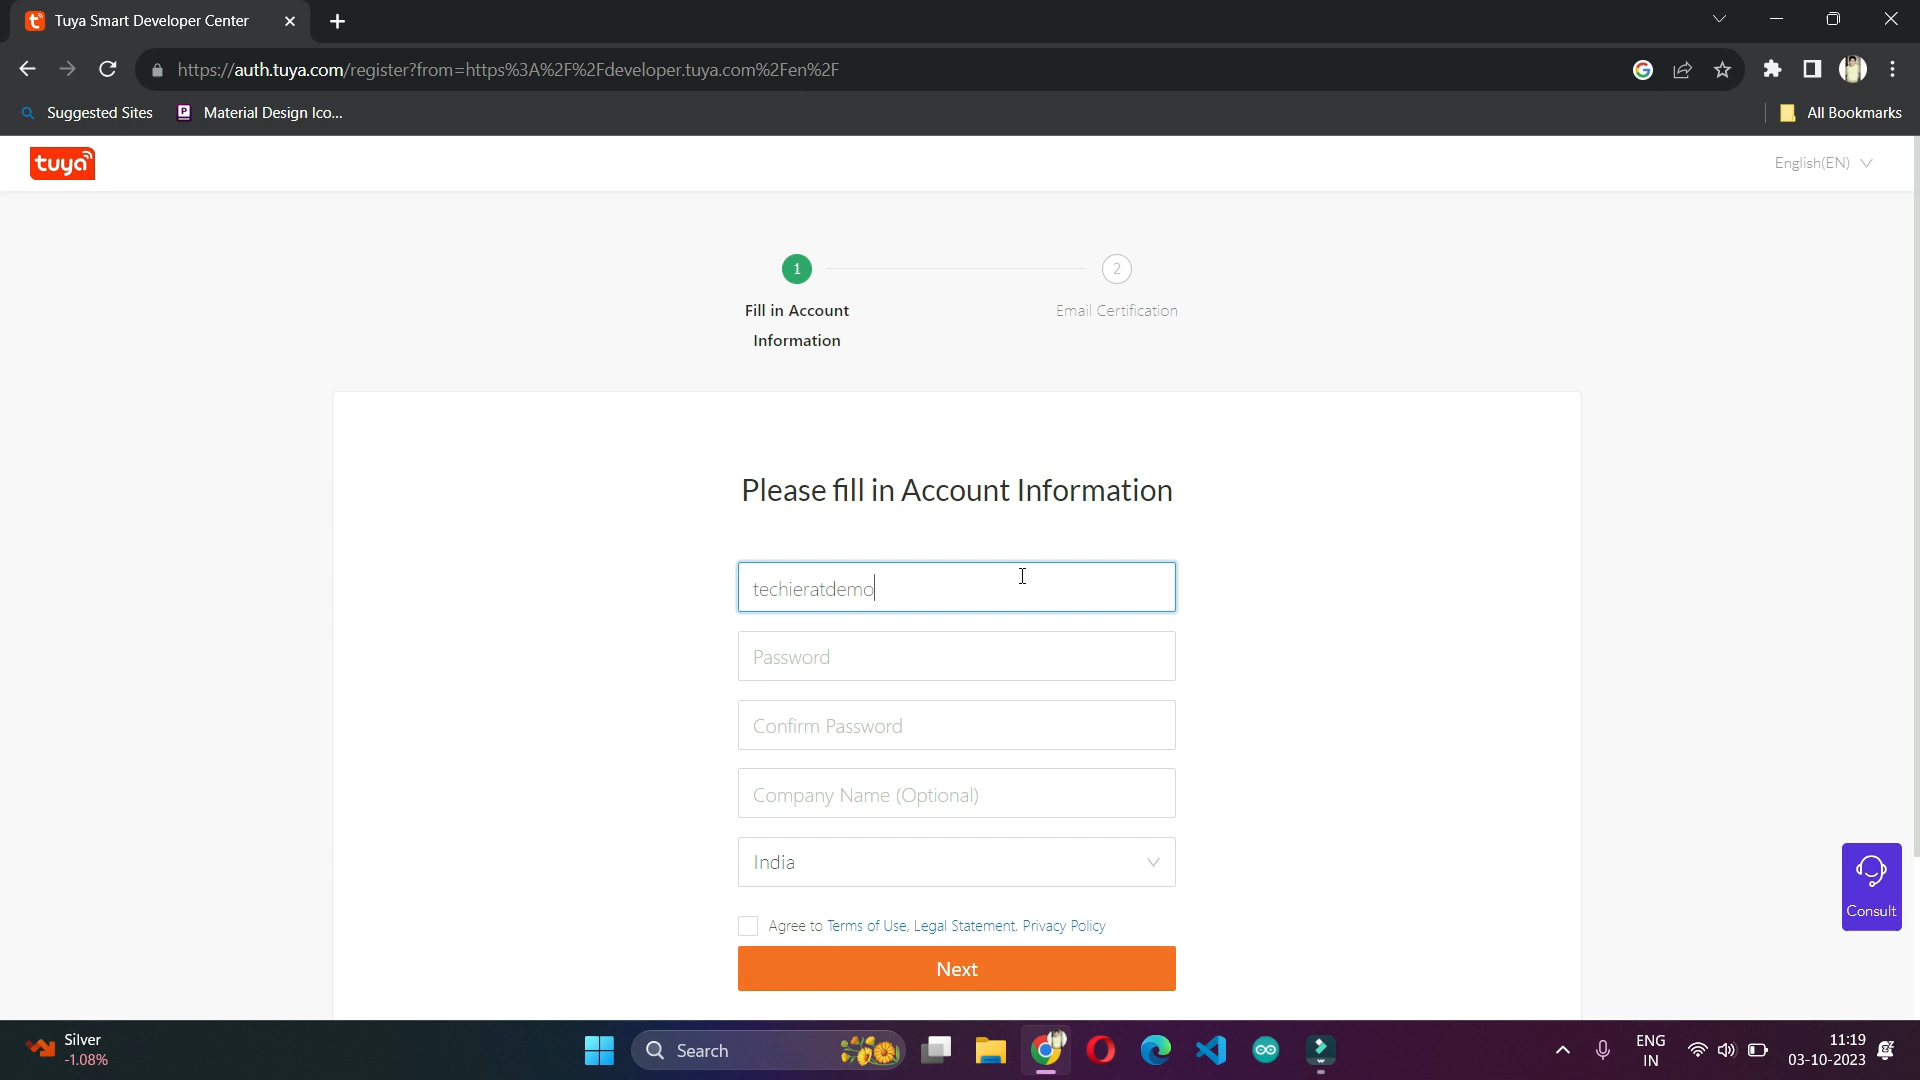 Tuya Smart Developer Center
https://auth.tuya.com/register?from=https%3A%2F%2Fdeveloper.tuya.com%2Fen%2F
Suggested Sites
Material Design Ico...
All Bookmarks
tuya
English(EN)
1
2
Fill in Account
Information
Email Certification
Please fill in Account Information
techieratdemo
Password
Confirm Password
Company Name (Optional)
India
Agree to Terms of Use, Legal Statement, Privacy Policy
Next
Consult
Silver
-1.08%
Search
ENG
IN
11:19
03-10-2023